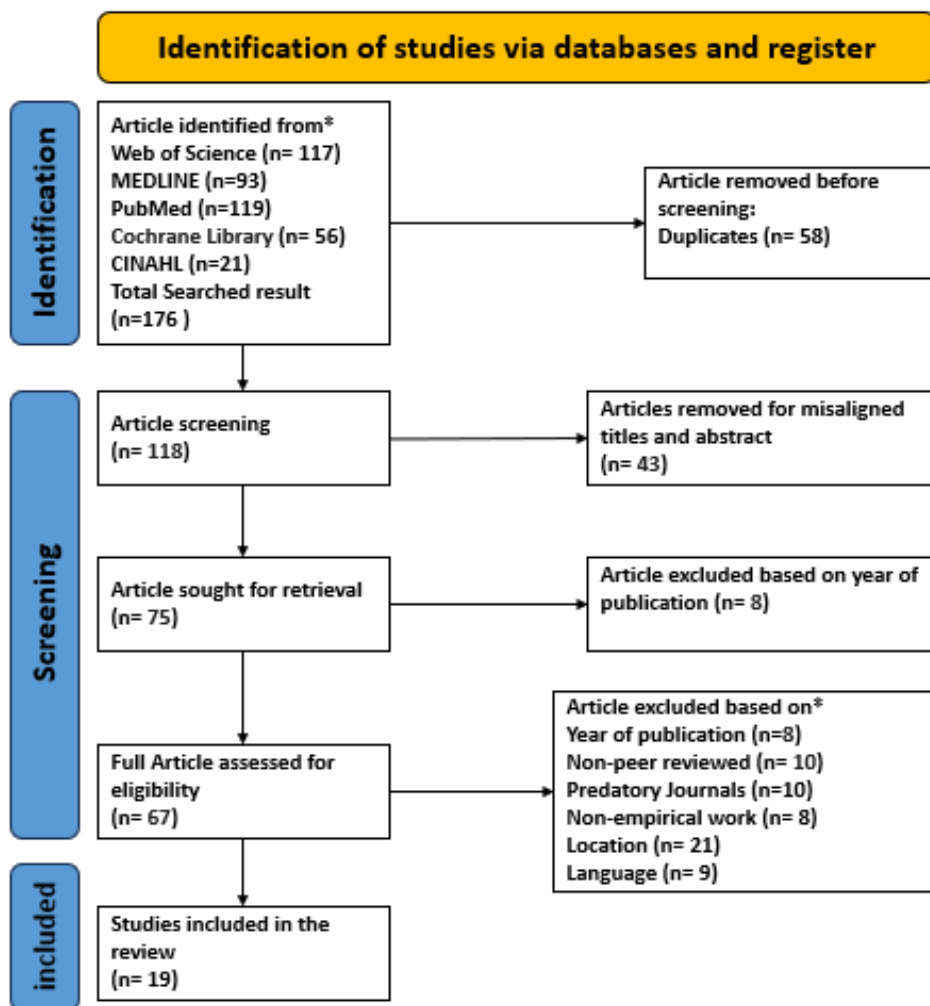 Identification of studies via databases and register
Identification
Article identified from*
Web of Science (n= 117)
MEDLINE (n=93)
PubMed (n=119)
Cochrane Library (n= 56)
CINAHL (n=21)
Total Searched result
(n=176 )
Article removed before
screening:
Duplicates (n= 58)
Screening
Article screening
(n= 118)
Articles removed for misaligned
titles and abstract
(n= 43)
Article sought for retrieval
(n= 75)
Article excluded based on year of
publication (n= 8)
Full Article assessed for
eligibility
(n= 67)
Article excluded based on*
Year of publication (n=8)
Non-peer reviewed (n= 10)
Predatory Journals (n=10)
Non-empirical work (n= 8)
Location (n= 21)
Language (n= 9)
included
Studies included in the
review
(n= 19)